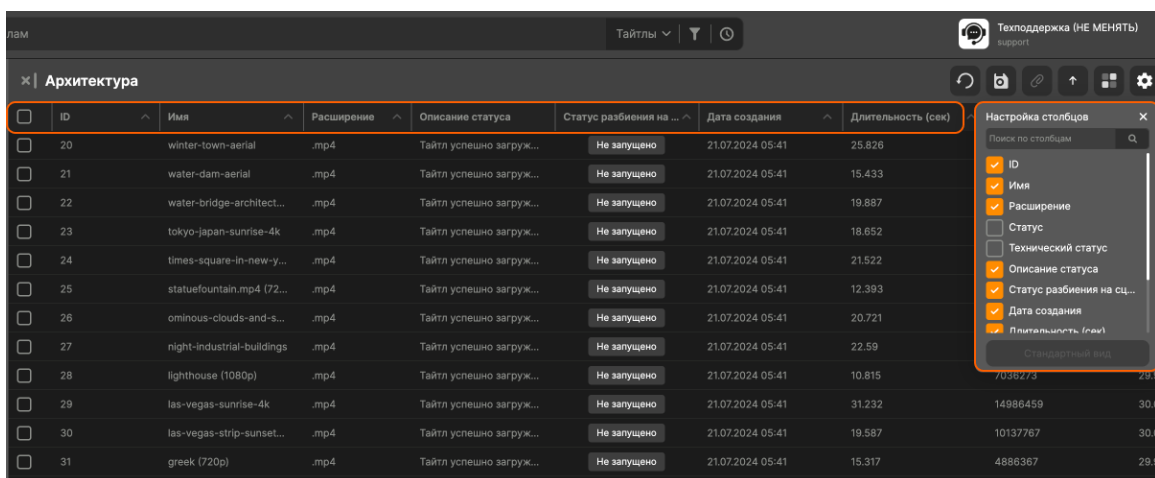 лам
Тайтлы
Техподдержка (НЕ МЕНЯТЬ)
support
Архитектура
ID Имя Расширение Описание статуса Статус разбиения на ... Дата создания Длительность (сек)
Настройка столбцов
Поиск по столбцам
ID
Имя
Расширение
Статус
Технический статус
Описание статуса
Статус разбиения на сц...
Дата создания
Длительность (сек)
Стандартный вид
20 winter-town-aerial .mp4 Тайтл успешно загруж... Не запущено 21.07.2024 05:41 25.826
21 water-dam-aerial .mp4 Тайтл успешно загруж... Не запущено 21.07.2024 05:41 15.433
22 water-bridge-architect... .mp4 Тайтл успешно загруж... Не запущено 21.07.2024 05:41 19.887
23 tokyo-japan-sunrise-4k .mp4 Тайтл успешно загруж... Не запущено 21.07.2024 05:41 18.652
24 times-square-in-new-y... .mp4 Тайтл успешно загруж... Не запущено 21.07.2024 05:41 21.522
25 statuefountain.mp4 (72... .mp4 Тайтл успешно загруж... Не запущено 21.07.2024 05:41 12.393
26 ominous-clouds-and-s... .mp4 Тайтл успешно загруж... Не запущено 21.07.2024 05:41 20.721
27 night-industrial-buildings .mp4 Тайтл успешно загруж... Не запущено 21.07.2024 05:41 22.59
28 lighthouse (1080p) .mp4 Тайтл успешно загруж... Не запущено 21.07.2024 05:41 10.815 7036273
29 las-vegas-sunrise-4k .mp4 Тайтл успешно загруж... Не запущено 21.07.2024 05:41 31.232 14986459 30.
30 las-vegas-strip-sunset... .mp4 Тайтл успешно загруж... Не запущено 21.07.2024 05:41 19.587 10137767 30.
31 greek (720p) .mp4 Тайтл успешно загруж... Не запущено 21.07.2024 05:41 15.317 4886367 29.